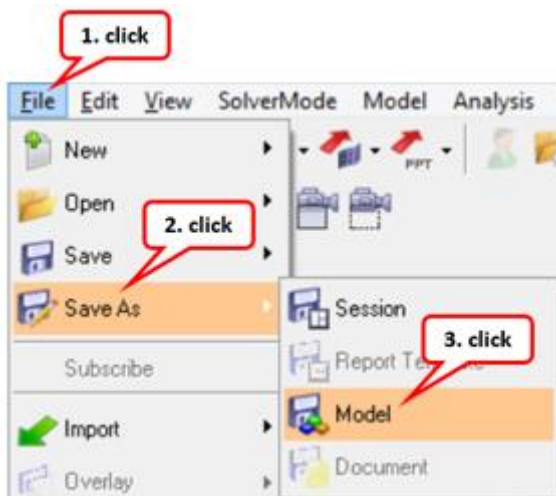 1. click
File Edit View SolverMode Model Analysis
New
PPT
Open
2. click
Save
Save As
Session
3. click
Subscribe
Report Te
Model
Import
Document
Overlay